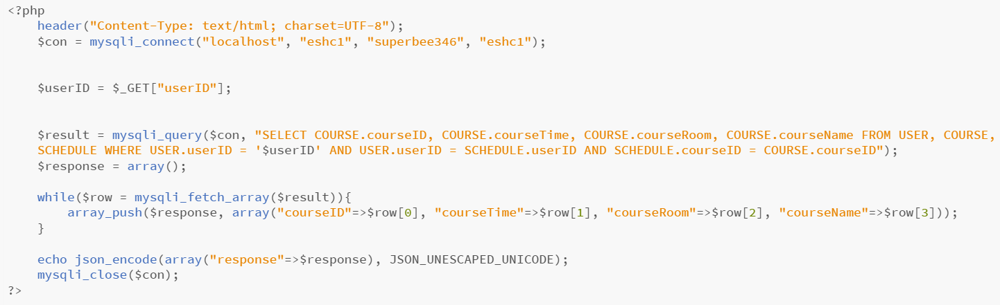 <?php
header("Content-Type: text/html; charset=UTF-8");
$con = mysqli_connect("localhost", "eshc1", "superbee346", "eshc1");
$userID = $_GET["userID"];
$result = mysqli_query($con, "SELECT COURSE.courseID, COURSE.courseTime, COURSE.courseRoom, COURSE.courseName FROM USER, COURSE,
SCHEDULE WHERE USER.userID = '$userID' AND USER.userID = SCHEDULE.userID AND SCHEDULE.courseID = COURSE.courseID");
$response = array();
while($row = mysqli_fetch_array($result)){
array_push($response, array("courseID"=>$row[0], "courseTime"=>$row[1], "courseRoom"=>$row[2], "courseName"=>$row[3]));
}
echo json_encode(array("response"=>$response), JSON_UNESCAPED_UNICODE);
mysqli_close($con);
?>